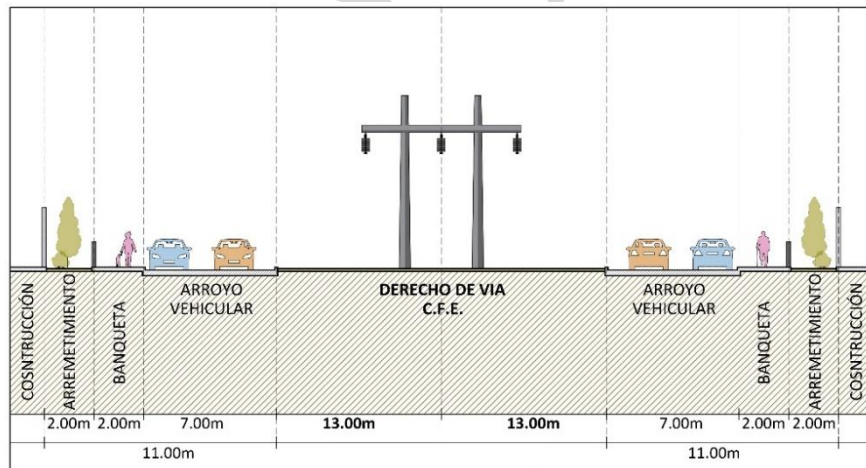 COSNTRUCCIÓN
ARREMETIMIENTO
BANQUETA
ARROYO
VEHICULAR
DERECHO DE VIA
C.F.E.
ARROYO
VEHICULAR
BANQUETA
ARREMETIMIENTO
COSNTRUCCIÓN
2.00m 2.00m 7.00m 13.00m 13.00m 7.00m 2.00m 2.00m
11.00m 11.00m